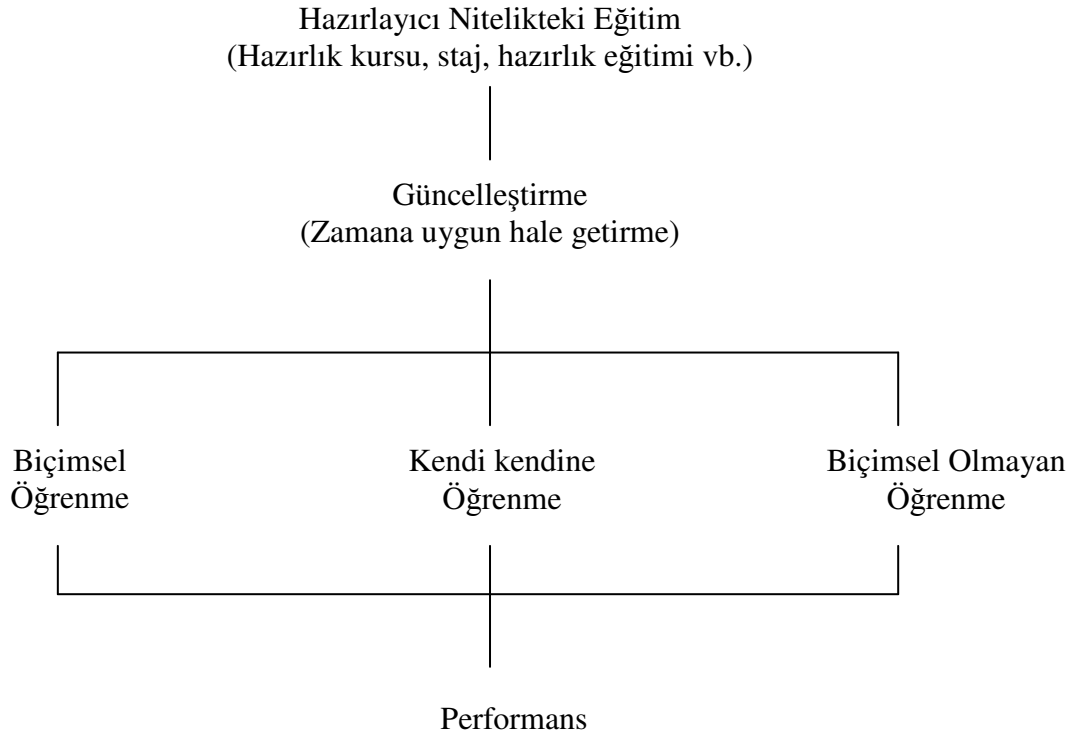 Hazırlayıcı Nitelikteki Eğitim
(Hazırlık kursu, staj, hazırlık eğitimi vb.)
Güncelleştirme
(Zamana uygun hale getirme)
Biçimsel
Öğrenme
Kendi kendine
Öğrenme
Biçimsel Olmayan
Öğrenme
Performans